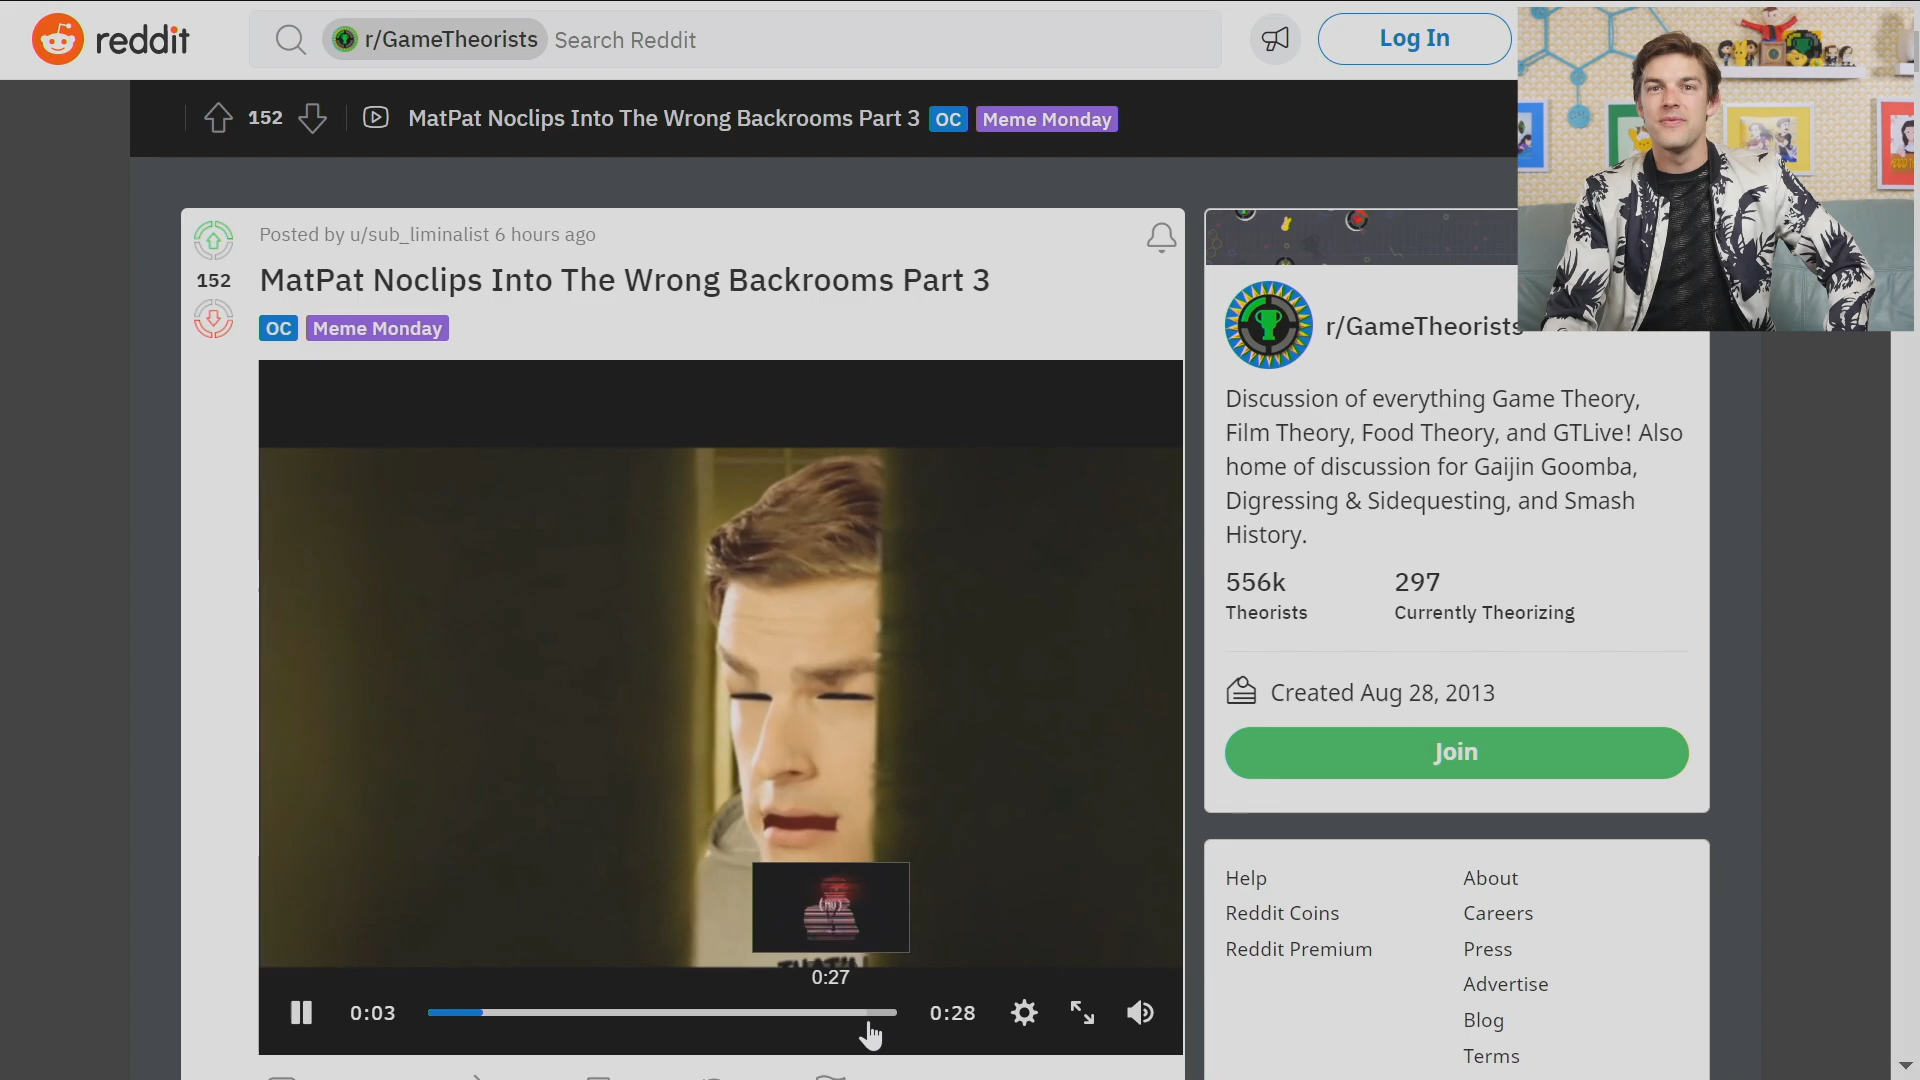 reddit
r/GameTheorists Search Reddit
Log In
152
MatPat Noclips Into The Wrong Backrooms Part 3 OC Meme Monday
Posted by u/sub_liminalist 6 hours ago
152
MatPat Noclips Into The Wrong Backrooms Part 3
OC Meme Monday
0:27
0:03
0:28
r/GameTheorists
Discussion of everything Game Theory,
Film Theory, Food Theory, and GTLive! Also
home of discussion for Gaijin Goomba,
Digressing & Sidequesting, and Smash
History.
556k
Theorists
297
Currently Theorizing
Created Aug 28, 2013
Join
Help
Reddit Coins
Reddit Premium
About
Careers
Press
Advertise
Blog
Terms